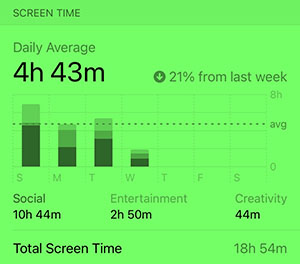 SCREEN TIME
Daily Average
4h 43m
21% from last week
8h
avg
0
S M T W T F S
Social Entertainment Creativity
10h 44m 2h 50m 44m
Total Screen Time 18h 54m